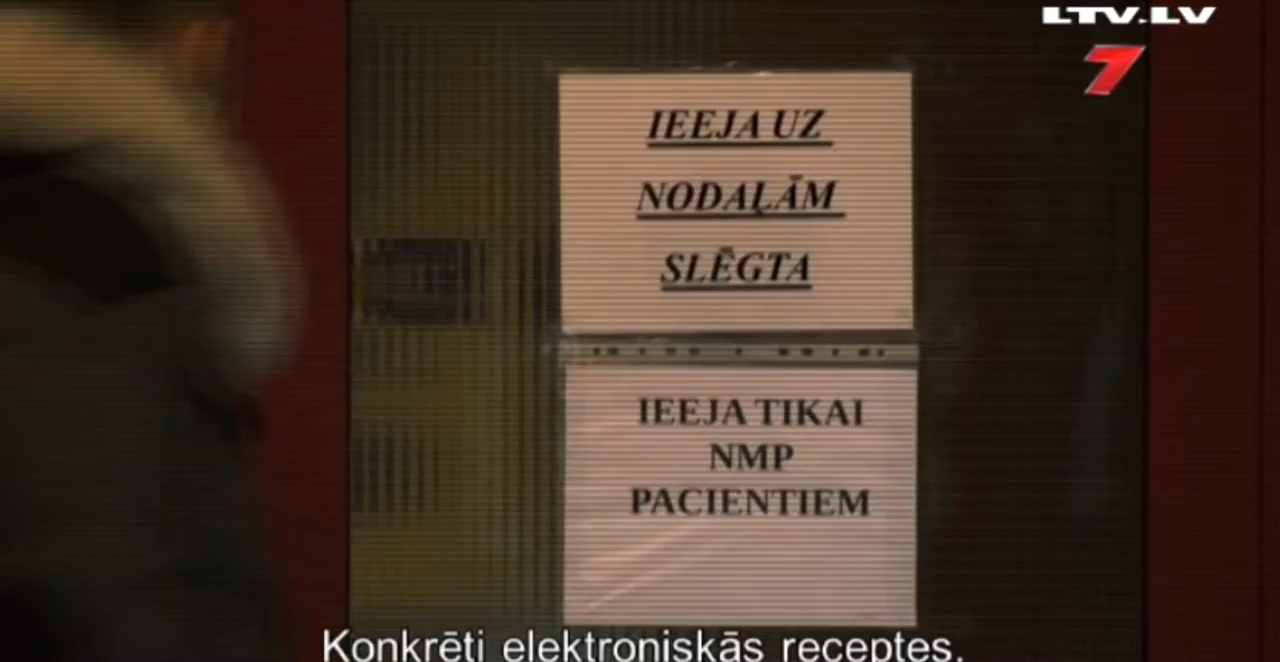 LTV.LV
7
IEEJA UZ
NODAĻĀM
SLĒGTA
IEEJA TIKAI
NMP
PACIENTIEM
Konkrēti elektroniskās receptes.